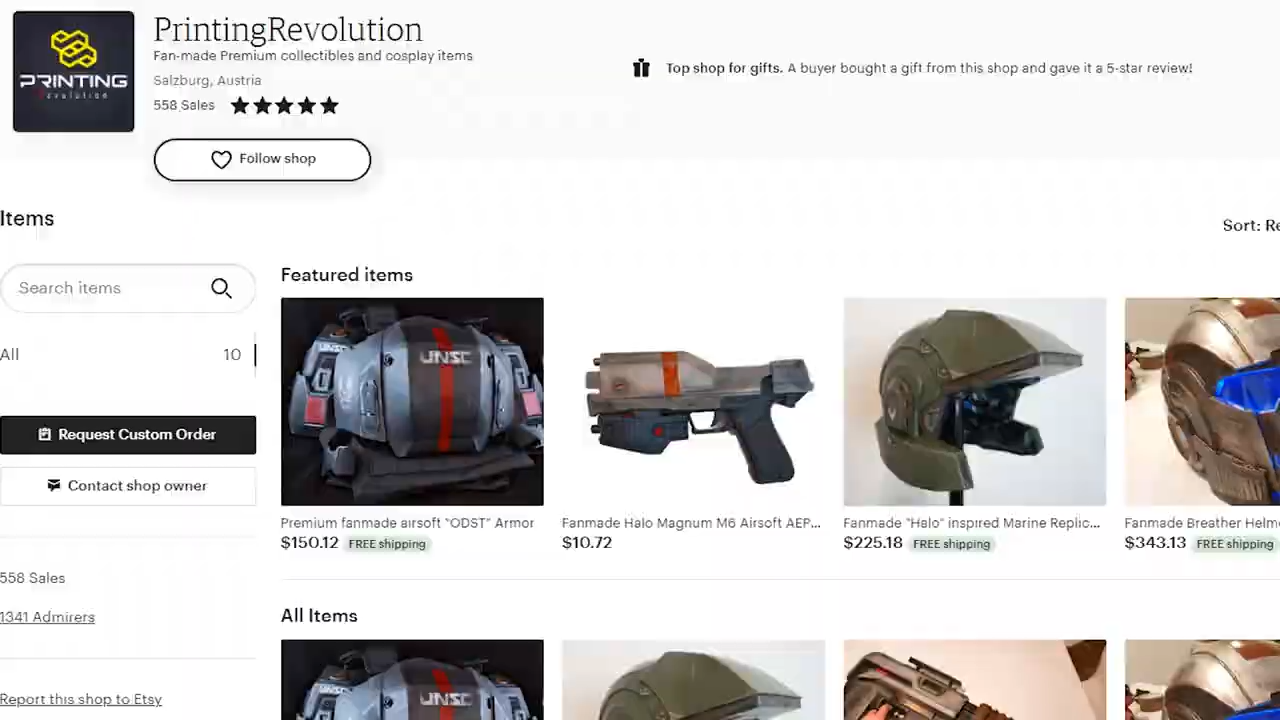 PrintingRevolution
Fan-made Premium collectibles and cosplay items
Salzburg, Austria
558 Sales
PRINTING
Revolution
Top shop for gifts. A buyer bought a gift from this shop and gave it a 5-star review!
Follow shop
Items
Sort: Re
Search items
All 10
Request Custom Order
Contact shop owner
558 Sales
1341 Admirers
Report this shop to Etsy
Featured items
UNSC
Premium fanmade airsoft "ODST" Armor
$150.12 FREE shipping
Fanmade Halo Magnum M6 Airsoft AEP...
$10.72
Fanmade "Halo" inspired Marine Replic...
$225.18 FREE shipping
Fanmade Breather Helme
$343.13 FREE shipping
All Items
UNSC